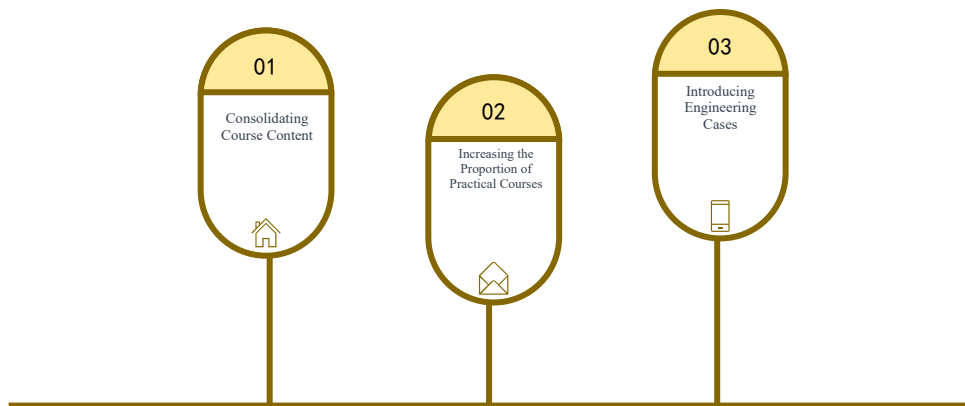 01
Consolidating
Course Content
02
Increasing the
Proportion of
Practical Courses
03
Introducing
Engineering
Cases